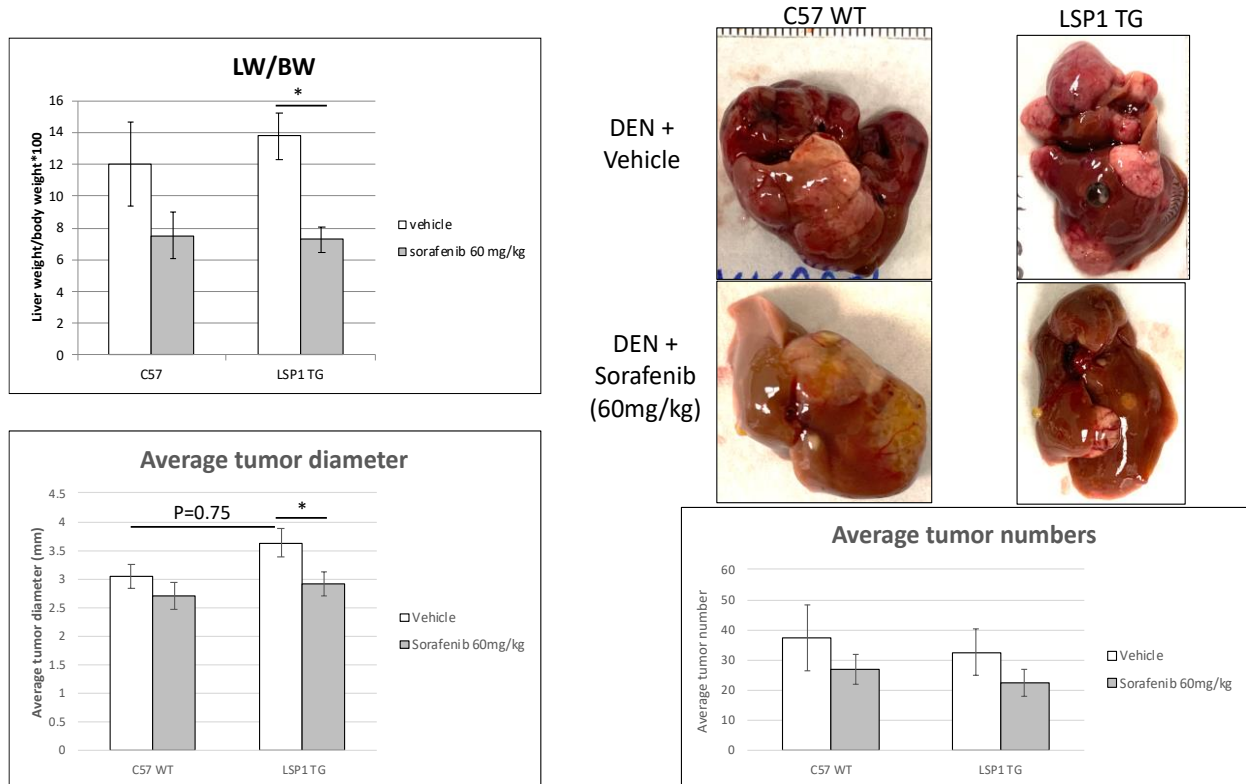 LW/BW
*
16
14
12
10
8
6
4
2
0
Liver weight/body weight*100
C57
LSP1 TG
vehicle
sorafenib 60 mg/kg
C57 WT
LSP1 TG
DEN +
Vehicle
DEN +
Sorafenib
(60mg/kg)
Average tumor diameter
P=0.75
*
4.5
4
3.5
3
2.5
2
1.5
1
0.5
0
Average tumor diameter (mm)
C57 WT
LSP1 TG
Vehicle
Sorafenib 60mg/kg
Average tumor numbers
60
50
40
30
20
10
0
Average tumor number
C57 WT
LSP1 TG
Vehicle
Sorafenib 60mg/kg